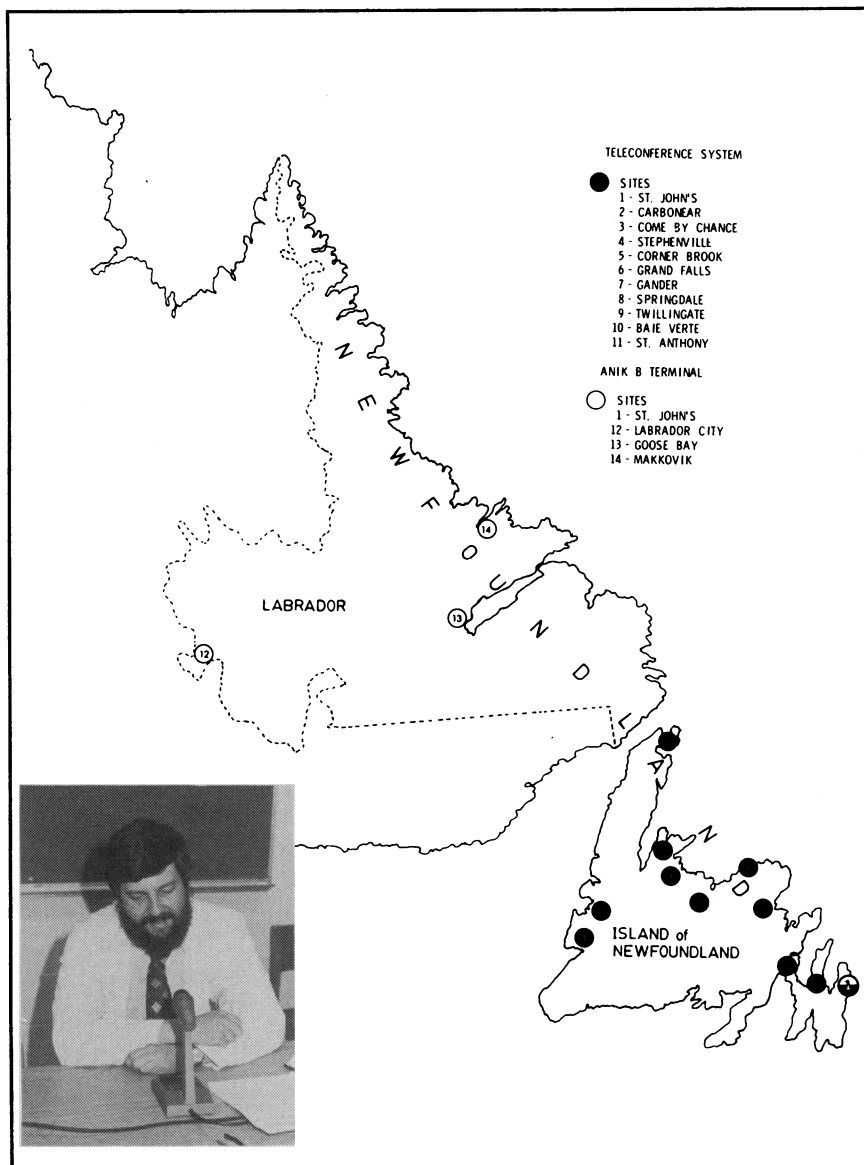 TELECONFERENCE SYSTEM
SITES
1 - ST. JOHN'S
2 - CARBONEAR
3 - COME BY CHANCE
4 - STEPHENVILLE
5 - CORNER BROOK
6 - GRAND FALLS
7 - GANDER
8 - SPRINGDALE
9 - TWILLINGATE
10 - BAIE VERTE
11 - ST. ANTHONY
ANIK B TERMINAL
SITES
1 - ST. JOHN'S
12 - LABRADOR CITY
13 - GOOSE BAY
14 - MAKKOVIK
NEWFOUNDLAND
14
LABRADOR
13
12
ISLAND of
NEWFOUNDLAND